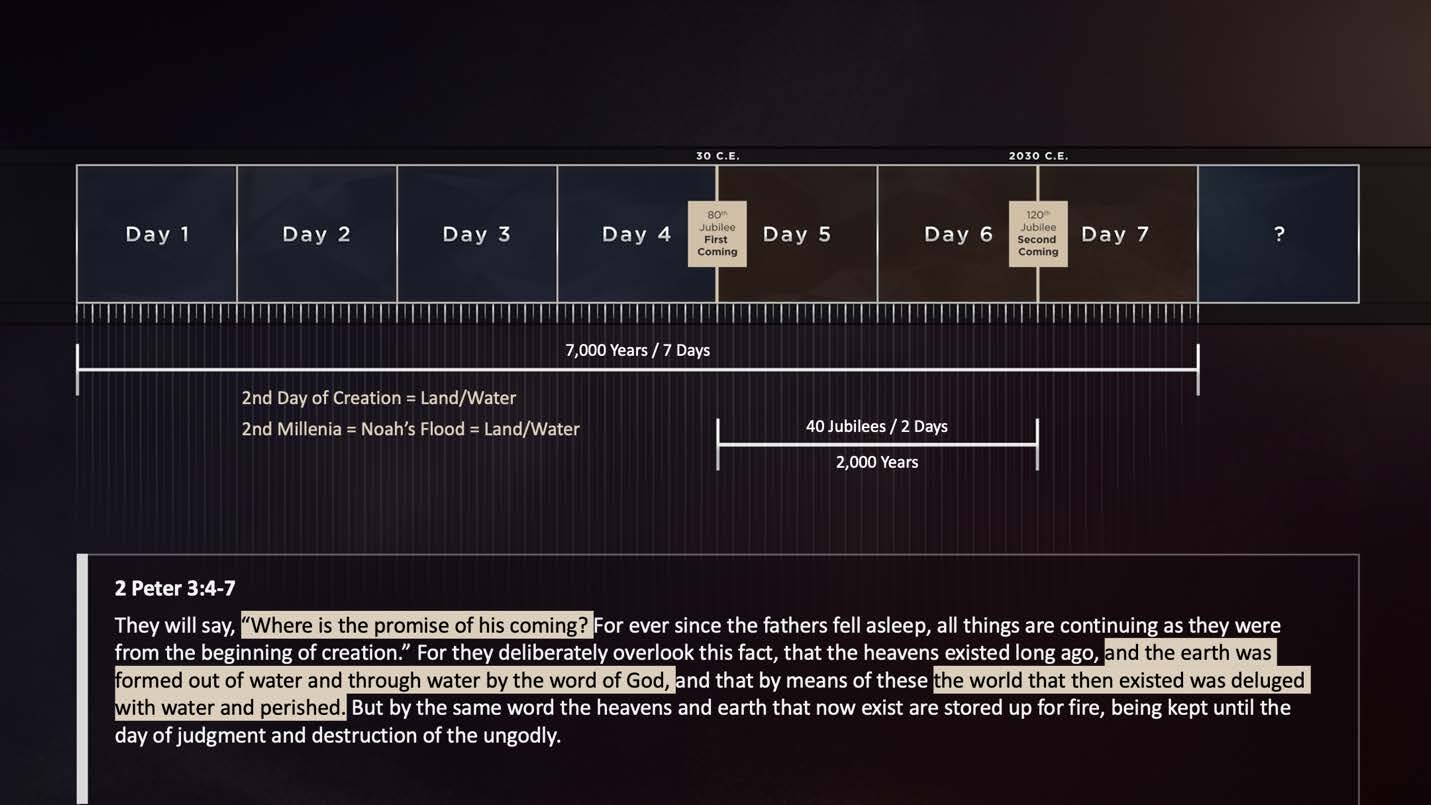 30 C.E.
2030 C.E.
Day 1
Day 2
Day 3
Day 4
80th
Jubilee
First
Coming
Day 5
Day 6
120th
Jubilee
Second
Coming
Day 7
?
7,000 Years / 7 Days
2nd Day of Creation = Land/Water
2nd Millenia = Noah’s Flood = Land/Water
40 Jubilees / 2 Days
2,000 Years
2 Peter 3:4-7
They will say, “Where is the promise of his coming? For ever since the fathers fell asleep, all things are continuing as they were
from the beginning of creation.” For they deliberately overlook this fact, that the heavens existed long ago, and the earth was
formed out of water and through water by the word of God, and that by means of these the world that then existed was deluged
with water and perished. But by the same word the heavens and earth that now exist are stored up for fire, being kept until the
day of judgment and destruction of the ungodly.